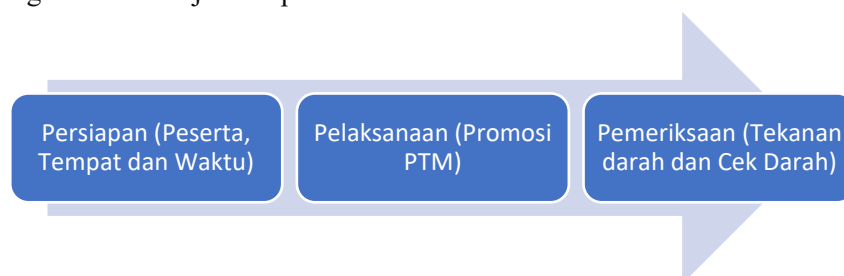 Persiapan (Peserta,
Tempat dan Waktu)
Pelaksanaan (Promosi
PTM)
Pemeriksaan (Tekanan
darah dan Cek Darah)